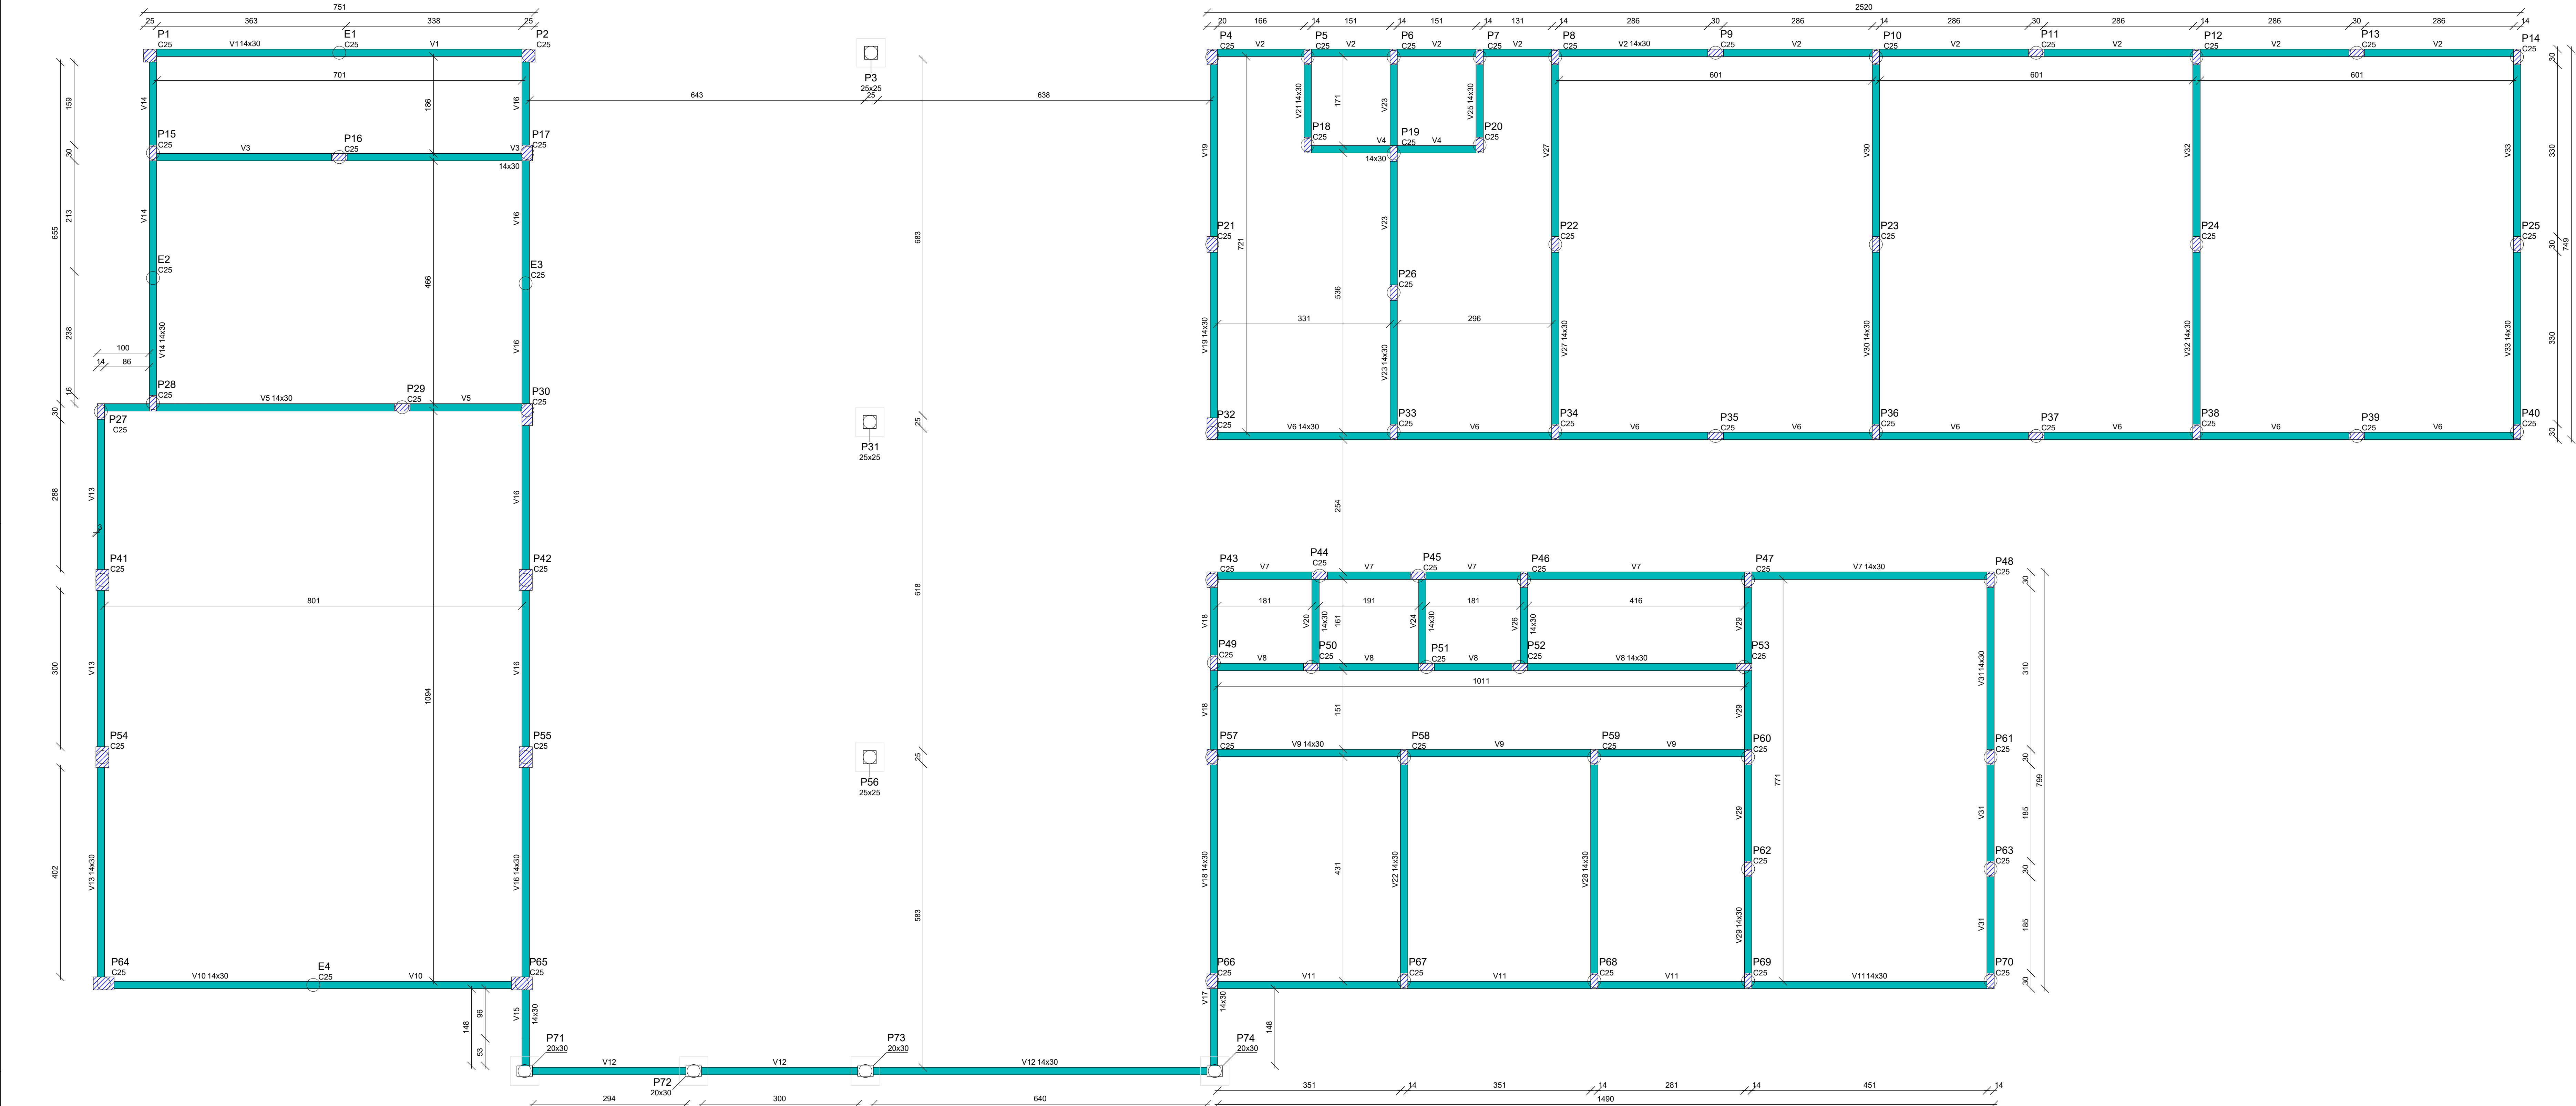 751
2520
25 363 338 25
20 166 14 151 14 151 14 131 14 286 30 286 14 286 30 286 14 286 30 286 14
P1 C25
V1 14x30
E1 C25
V1
P2 C25
P3 25x25
P4 C25
V2
P5 C25
V2
P6 C25
V2
P7 C25
V2
P8 C25
V2 14x30
P9 C25
V2
P10 C25
V2
P11 C25
V2
P12 C25
V2
P13 C25
V2
P14 C25
701
601
601
601
643 25 638
159
V14
186
V16
V21 14x30
171
V23
V25 14x30
30
30
P15 C25
V3
P16 C25
V3
P17 C25
14x30
P18 C25
V4
P19 C25
V4
P20 C25
14x30
V19
V27
V30
V32
V33
330
655
213
V14
V16
683
721
V23
P21 C25
P22 C25
P23 C25
P24 C25
P25 C25
30
749
E2 C25
E3 C25
466
P26 C25
536
238
331
296
V14 14x30
V16
V19 14x30
V23 14x30
V27 14x30
V30 14x30
V32 14x30
V33 14x30
330
100
14 86
16
P28 C25
V5 14x30
P29 C25
V5
P30 C25
30
P27 C25
P31 25x25
25
P32 C25
V6 14x30
P33 C25
V6
P34 C25
V6
P35 C25
V6
P36 C25
V6
P37 C25
V6
P38 C25
V6
P39 C25
V6
P40 C25
30
288
V13
V16
254
3
P41 C25
P42 C25
P43 C25
V7
P44 C25
V7
P45 C25
V7
P46 C25
V7
P47 C25
V7 14x30
P48 C25
30
801
618
181
191
181
416
V18
V20
14x30
161
V24
14x30
V26
14x30
V29
300
V13
1094
V16
P49 C25
V8
P50 C25
V8
P51 C25
V8
P52 C25
V8 14x30
P53 C25
V31 14x30
310
1011
V18
151
V29
P54 C25
P55 C25
P56 25x25
25
P57 C25
V9 14x30
P58 C25
V9
P59 C25
V9
P60 C25
P61 C25
30
799
771
V29
V31
185
402
V13 14x30
V16 14x30
583
V18 14x30
431
V22 14x30
V28 14x30
P62 C25
P63 C25
30
V29 14x30
V31
185
P64 C25
V10 14x30
E4 C25
V10
P65 C25
P66 C25
V11
P67 C25
V11
P68 C25
V11
P69 C25
V11 14x30
P70 C25
30
148
96
53
V15
14x30
V17
14x30
148
P71 20x30
V12
P72 20x30
V12
P73 20x30
V12 14x30
P74 20x30
351 14 351 14 281 14 451 14
294 300 640 1490